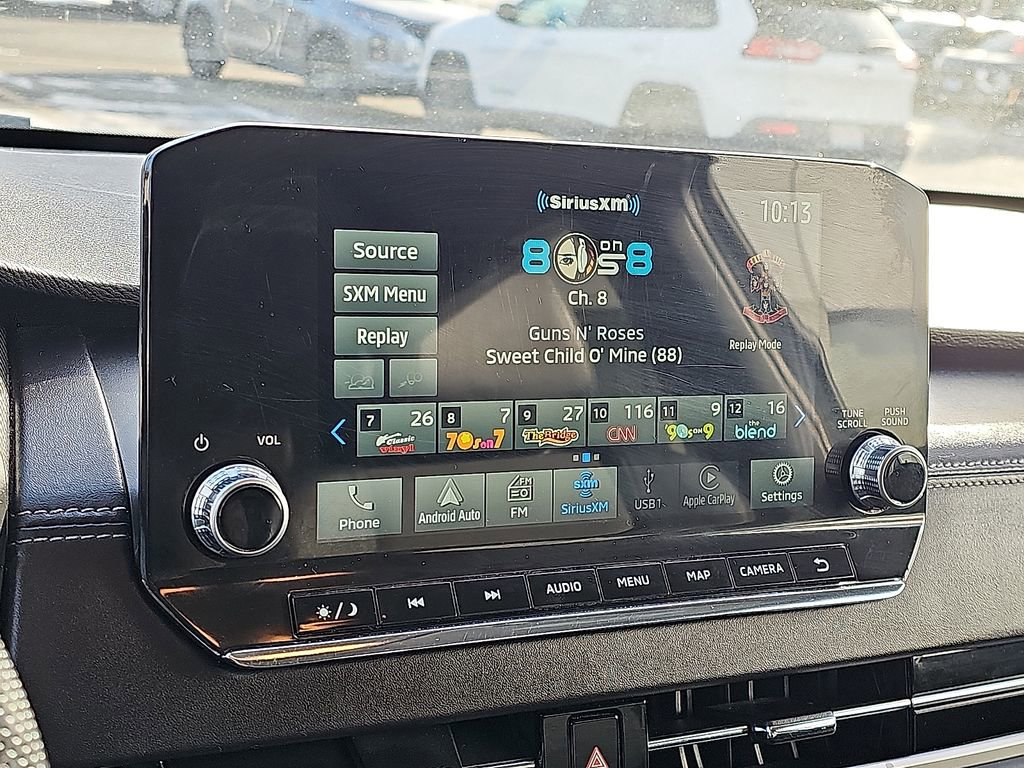 SiriusXM
10:13
Source
80s on 8
SXM Menu
Ch. 8
Replay
Guns N' Roses
Sweet Child O' Mine (88)
Replay Mode
7 26 Classic vinyl
8 7 70s on 7
9 27 The Bridge
10 116 CNN
11 9 90s on 9
12 16 the blend
VOL
TUNE
SCROLL
PUSH
SOUND
Phone
Android Auto
FM
FM
sxm
SiriusXM
USB1
Apple CarPlay
Settings
AUDIO
MENU
MAP
CAMERA